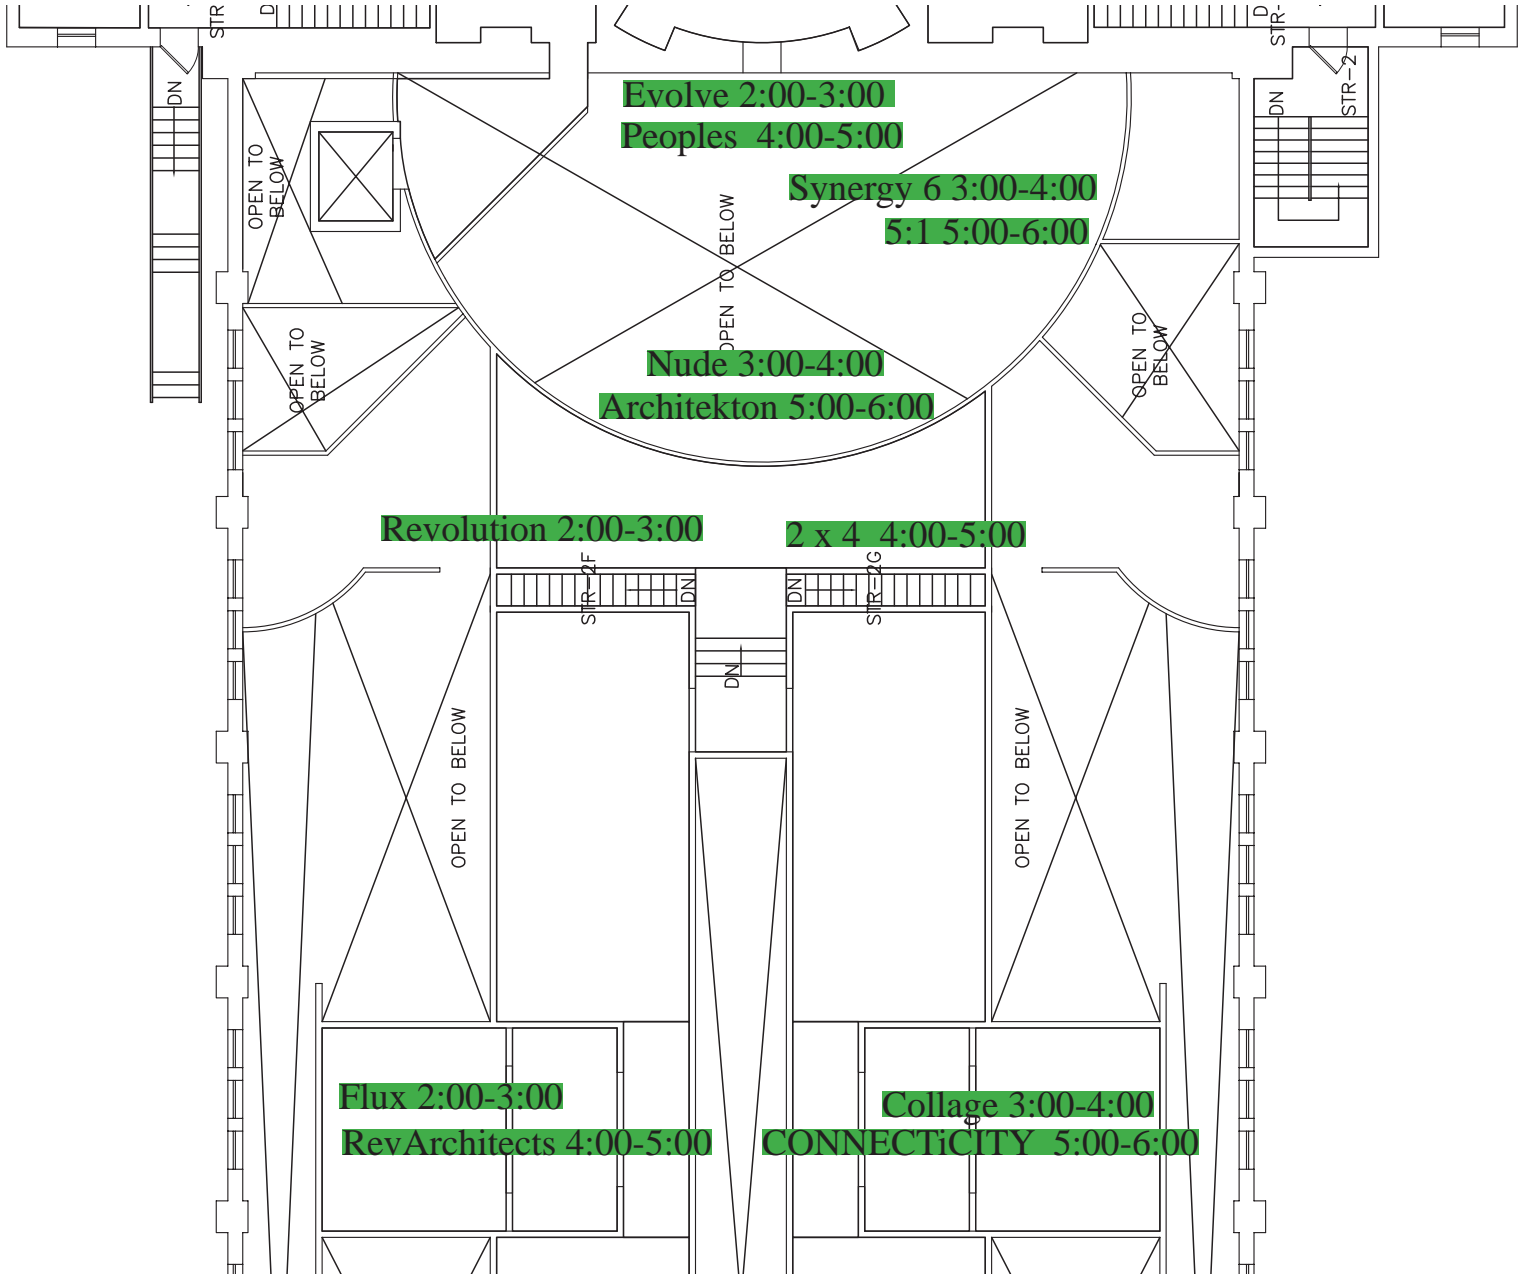 STR
D
D
STR-
DN
STR-2
DN
Evolve 2:00-3:00
Peoples 4:00-5:00
OPEN TO
BELOW
Synergy 6 3:00-4:00
5:1 5:00-6:00
OPEN TO BELOW
OPEN TO
BELOW
OPEN TO
BELOW
Nude 3:00-4:00
Architekton 5:00-6:00
Revolution 2:00-3:00
2 x 4 4:00-5:00
STR-2F
DN
DN
STR-2G
DN
OPEN TO BELOW
OPEN TO BELOW
Flux 2:00-3:00
Collage 3:00-4:00
RevArchitects 4:00-5:00
CONNECTiCITY 5:00-6:00